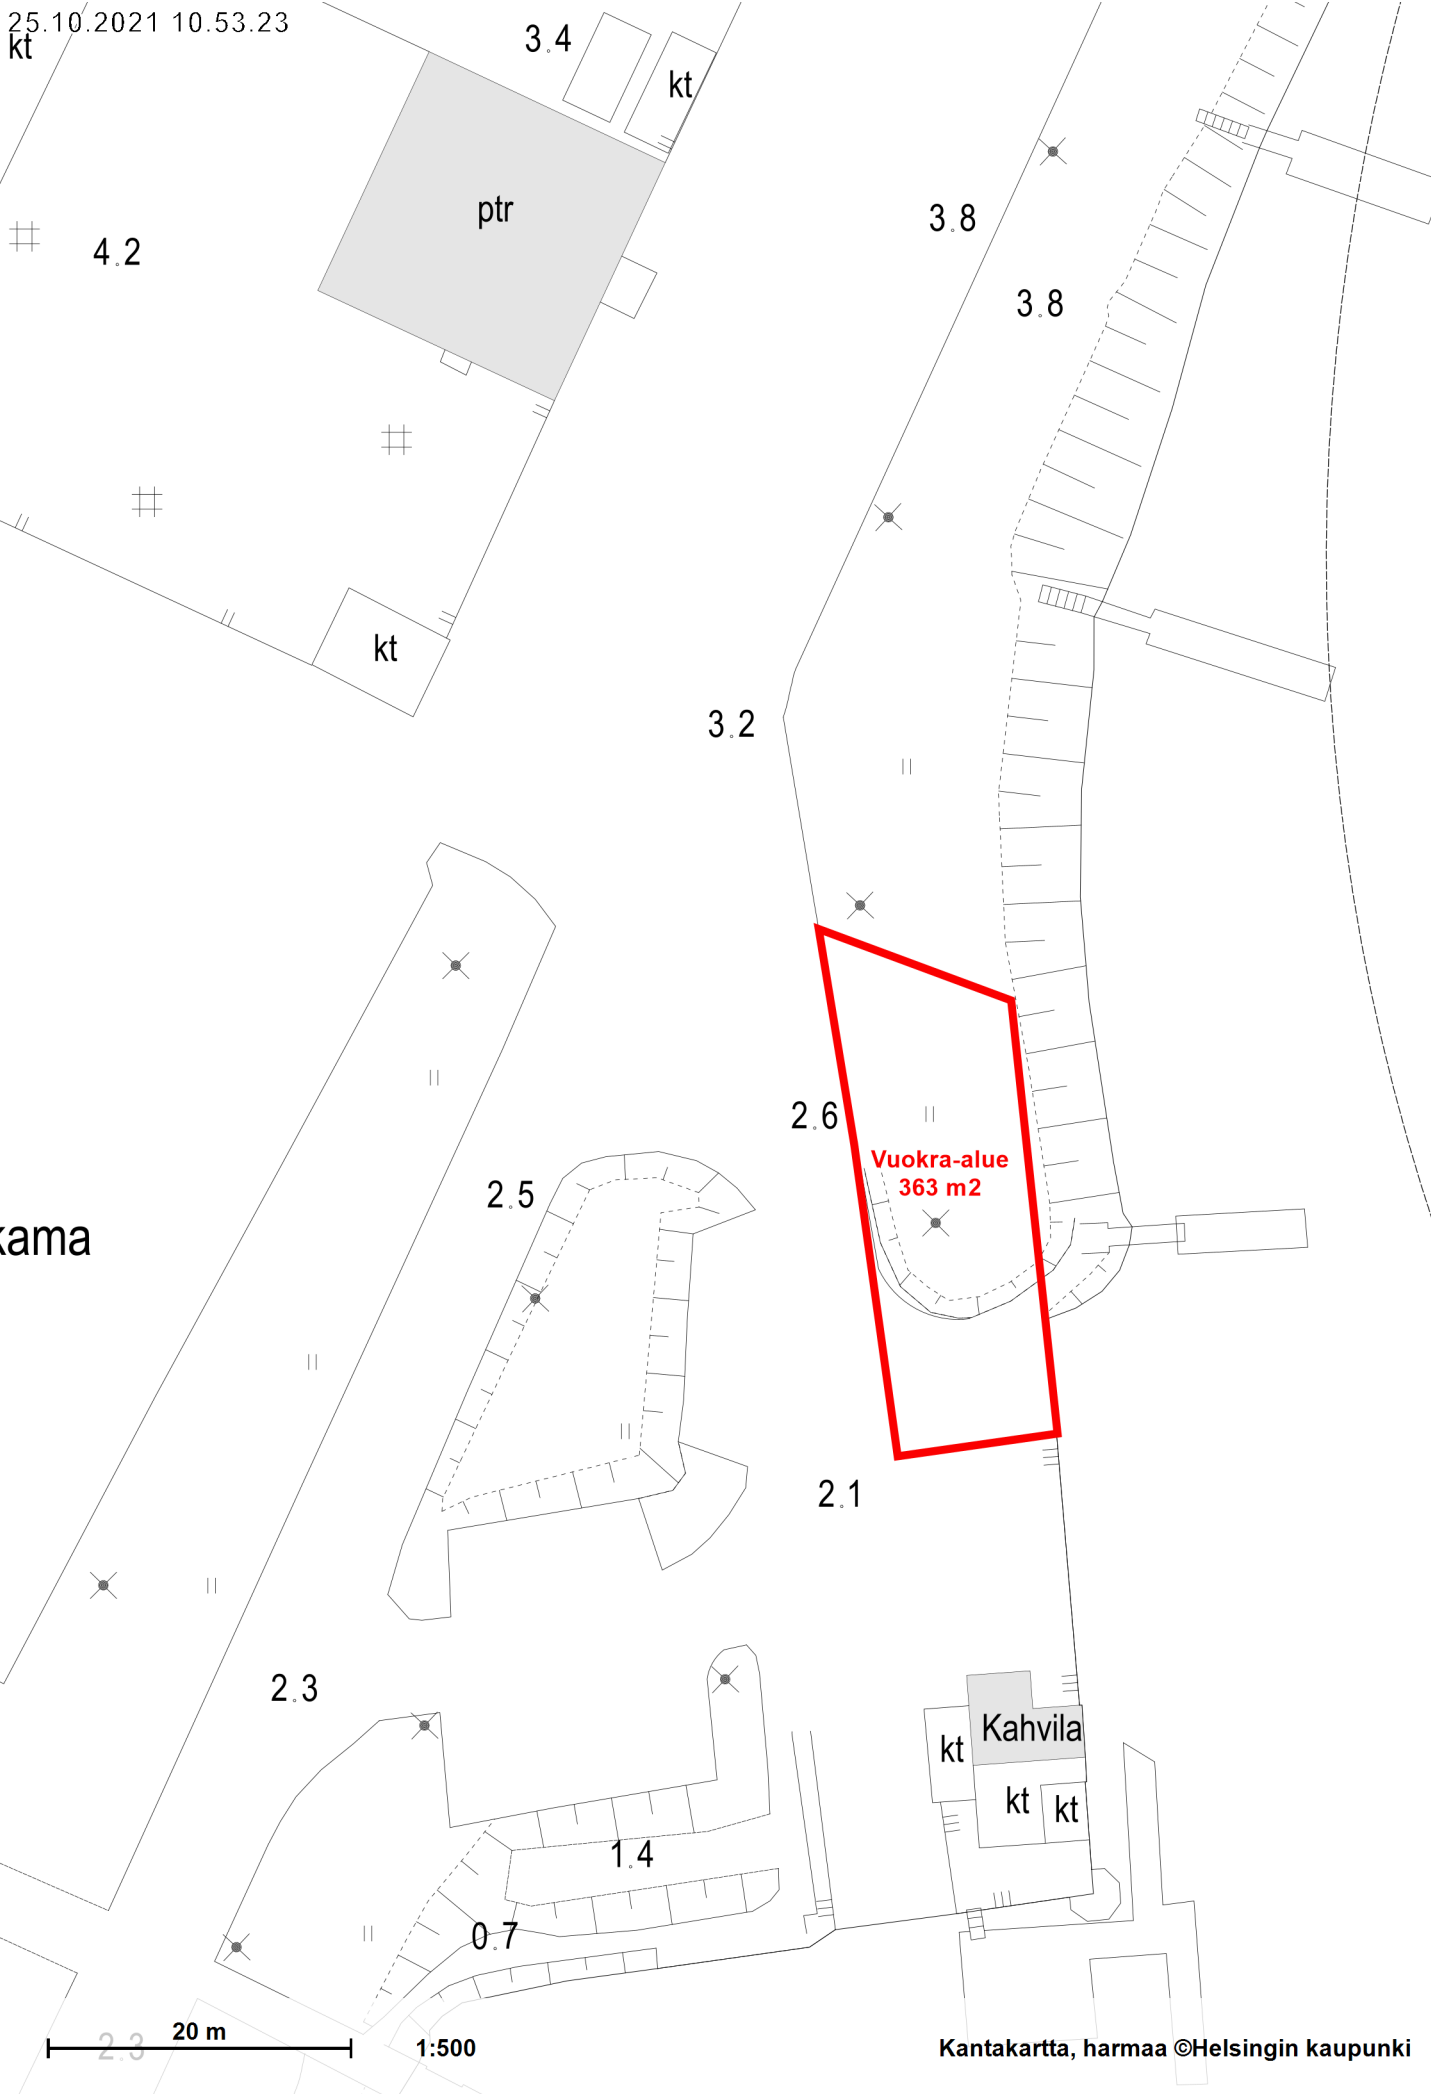 25.10.2021 10.53.23
kt
3.4
kt
ptr
3.8
4.2
3.8
kt
3.2
2.6
Vuokra-alue
363 m2
2.5
kama
2.1
2.3
Kahvila
kt
kt
kt
1.4
0.7
20 m
2.3
1:500
Kantakartta, harmaa ©Helsingin kaupunki